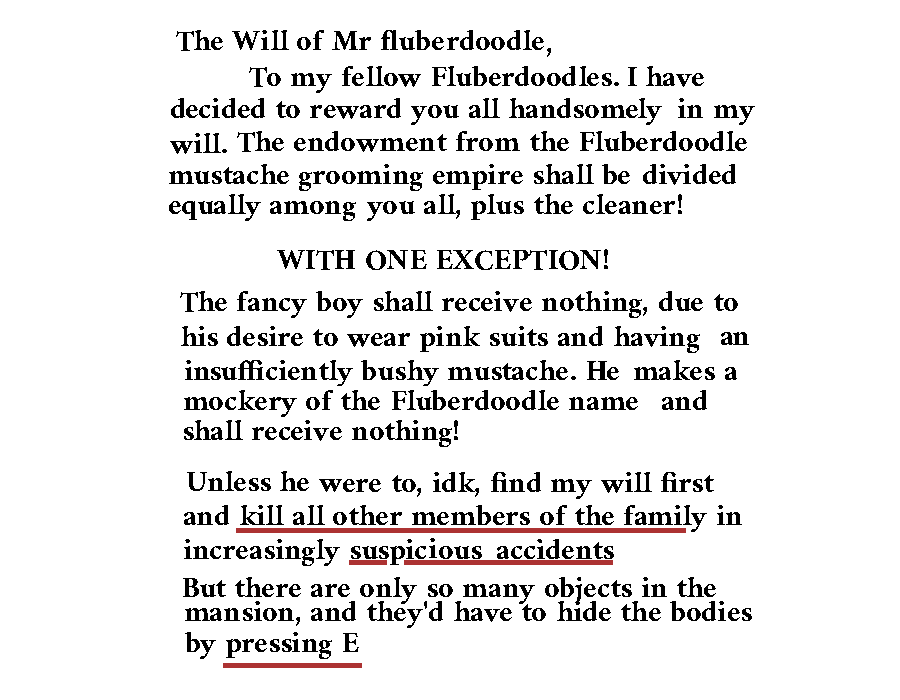 The Will of Mr fluberdoodle,
To my fellow Fluberdoodles. I have
decided to reward you all handsomely in my
will. The endowment from the Fluberdoodle
mustache grooming empire shall be divided
equally among you all, plus the cleaner!
WITH ONE EXCEPTION!
The fancy boy shall receive nothing, due to
his desire to wear pink suits and having an
insufficiently bushy mustache. He makes a
mockery of the Fluberdoodle name and
shall receive nothing!
Unless he were to, idk, find my will first
and kill all other members of the family in
increasingly suspicious accidents
But there are only so many objects in the
mansion, and they'd have to hide the bodies
by pressing E